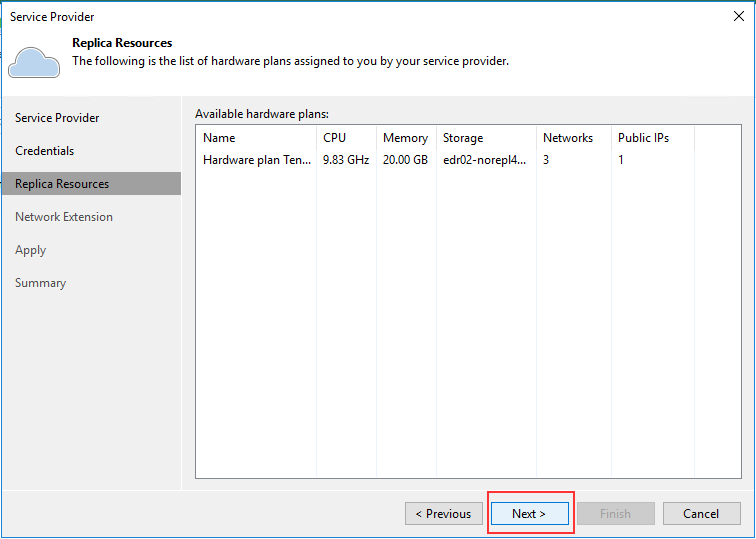 Service Provider
Replica Resources
The following is the list of hardware plans assigned to you by your service provider.
Service Provider
Credentials
Replica Resources
Network Extension
Apply
Summary
Available hardware plans:
Name CPU Memory Storage Networks Public IPs
Hardware plan Ten... 9.83 GHz 20.00 GB edr02-norepl4... 3 1
< Previous Next > Finish Cancel